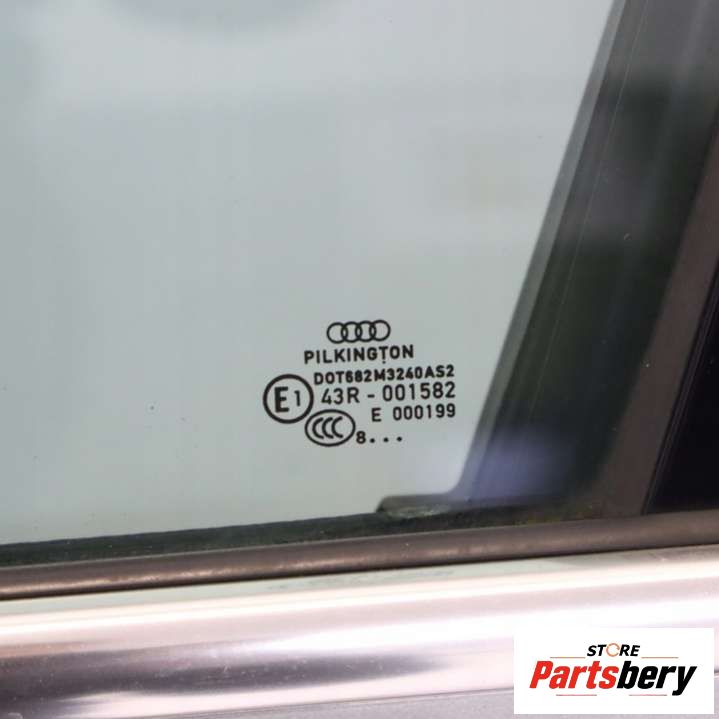 PILKINGTON
DOT682M3240AS2
E1 43R - 001582
E 000199
CCC 8...
STORE
Partsbery